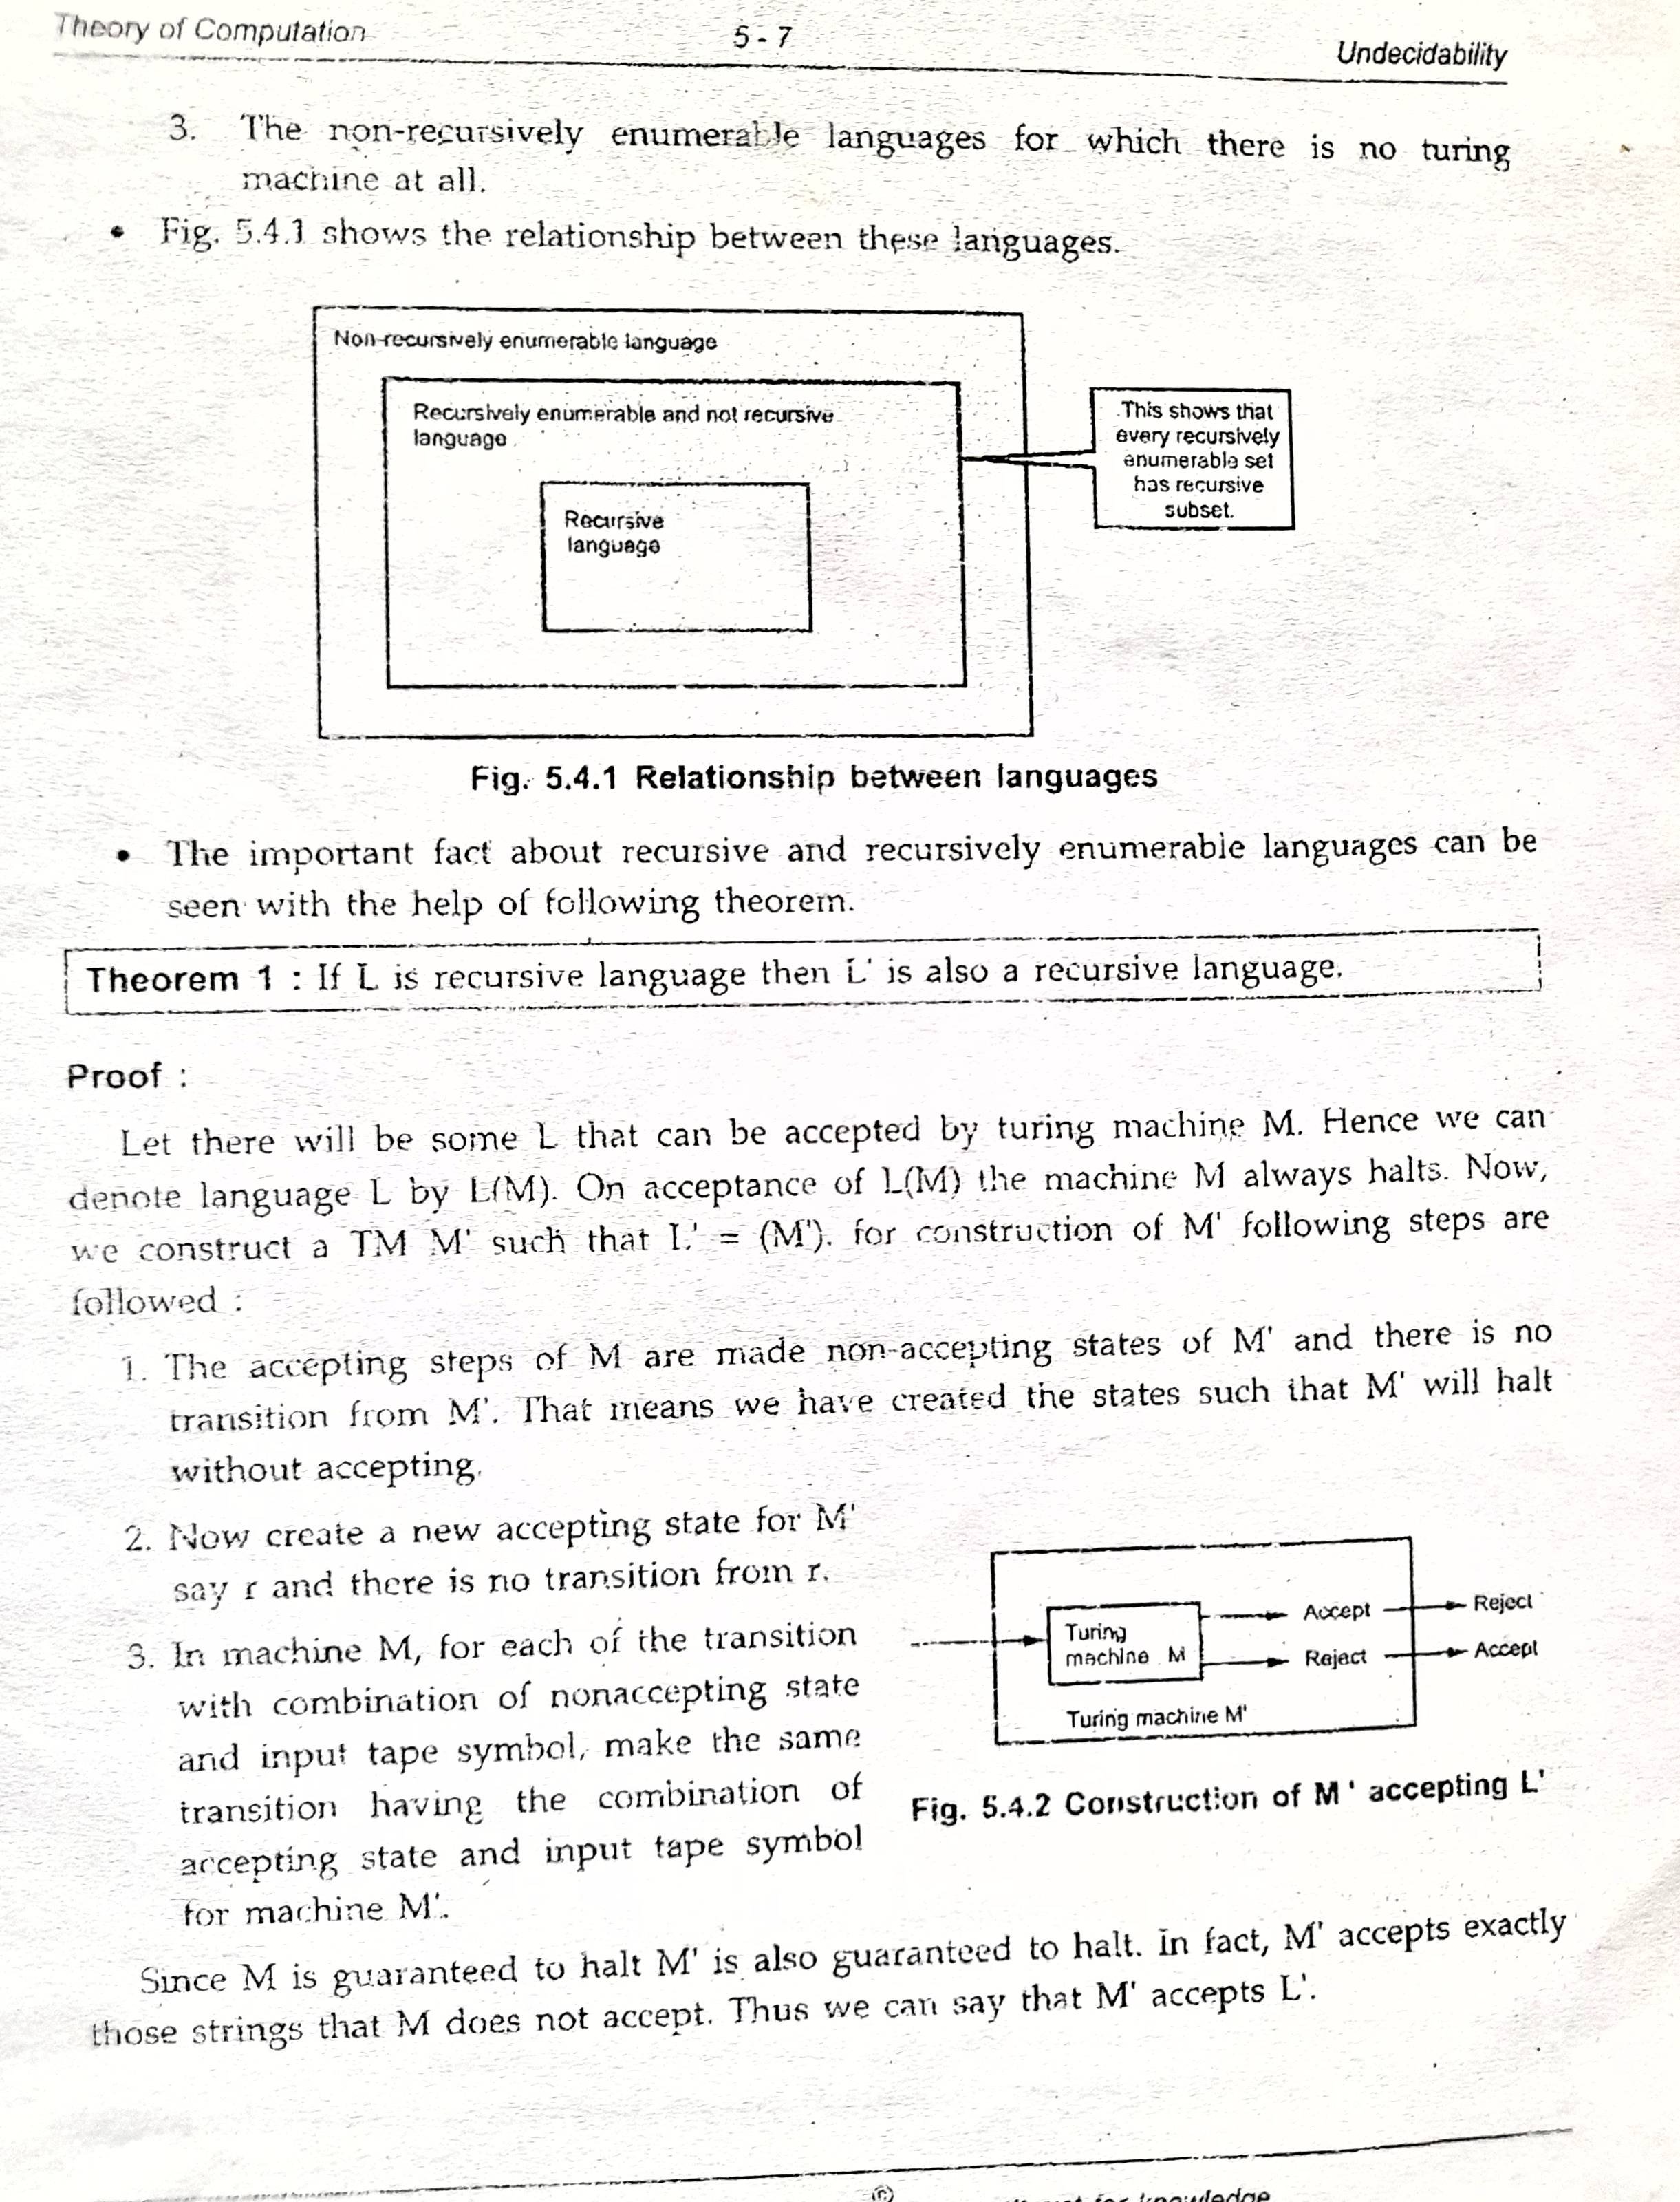 Theory of Computation
5 - 7
Undecidability
3. The non-recursively enumerable languages for which there is no turing
machine at all.
• Fig. 5.4.1 shows the relationship between these languages.
Non-recursively enumerable language
Recursively enumerable and not recursive
language
Recursive
language
This shows that
every recursively
enumerable set
has recursive
subset.
Fig. 5.4.1 Relationship between languages
• The important fact about recursive and recursively enumerable languages can be
seen with the help of following theorem.
Theorem 1 : If L is recursive language then L' is also a recursive language.
Proof :
Let there will be some L that can be accepted by turing machine M. Hence we can
denote language L by L(M). On acceptance of L(M) the machine M always halts. Now,
we construct a TM M' such that L' = (M'). for construction of M' following steps are
followed :
1. The accepting steps of M are made non-accepting states of M' and there is no
transition from M'. That means we have created the states such that M' will halt
without accepting.
2. Now create a new accepting state for M'
say r and there is no transition from r.
3. In machine M, for each of the transition
with combination of nonaccepting state
and input tape symbol, make the same
transition having the combination of
accepting state and input tape symbol
for machine M'.
Turing
machine M
Accept
Reject
Reject
Accept
Turing machine M'
Fig. 5.4.2 Construction of M' accepting L'
Since M is guaranteed to halt M' is also guaranteed to halt. In fact, M' accepts exactly
those strings that M does not accept. Thus we can say that M' accepts L'.
for knowledge